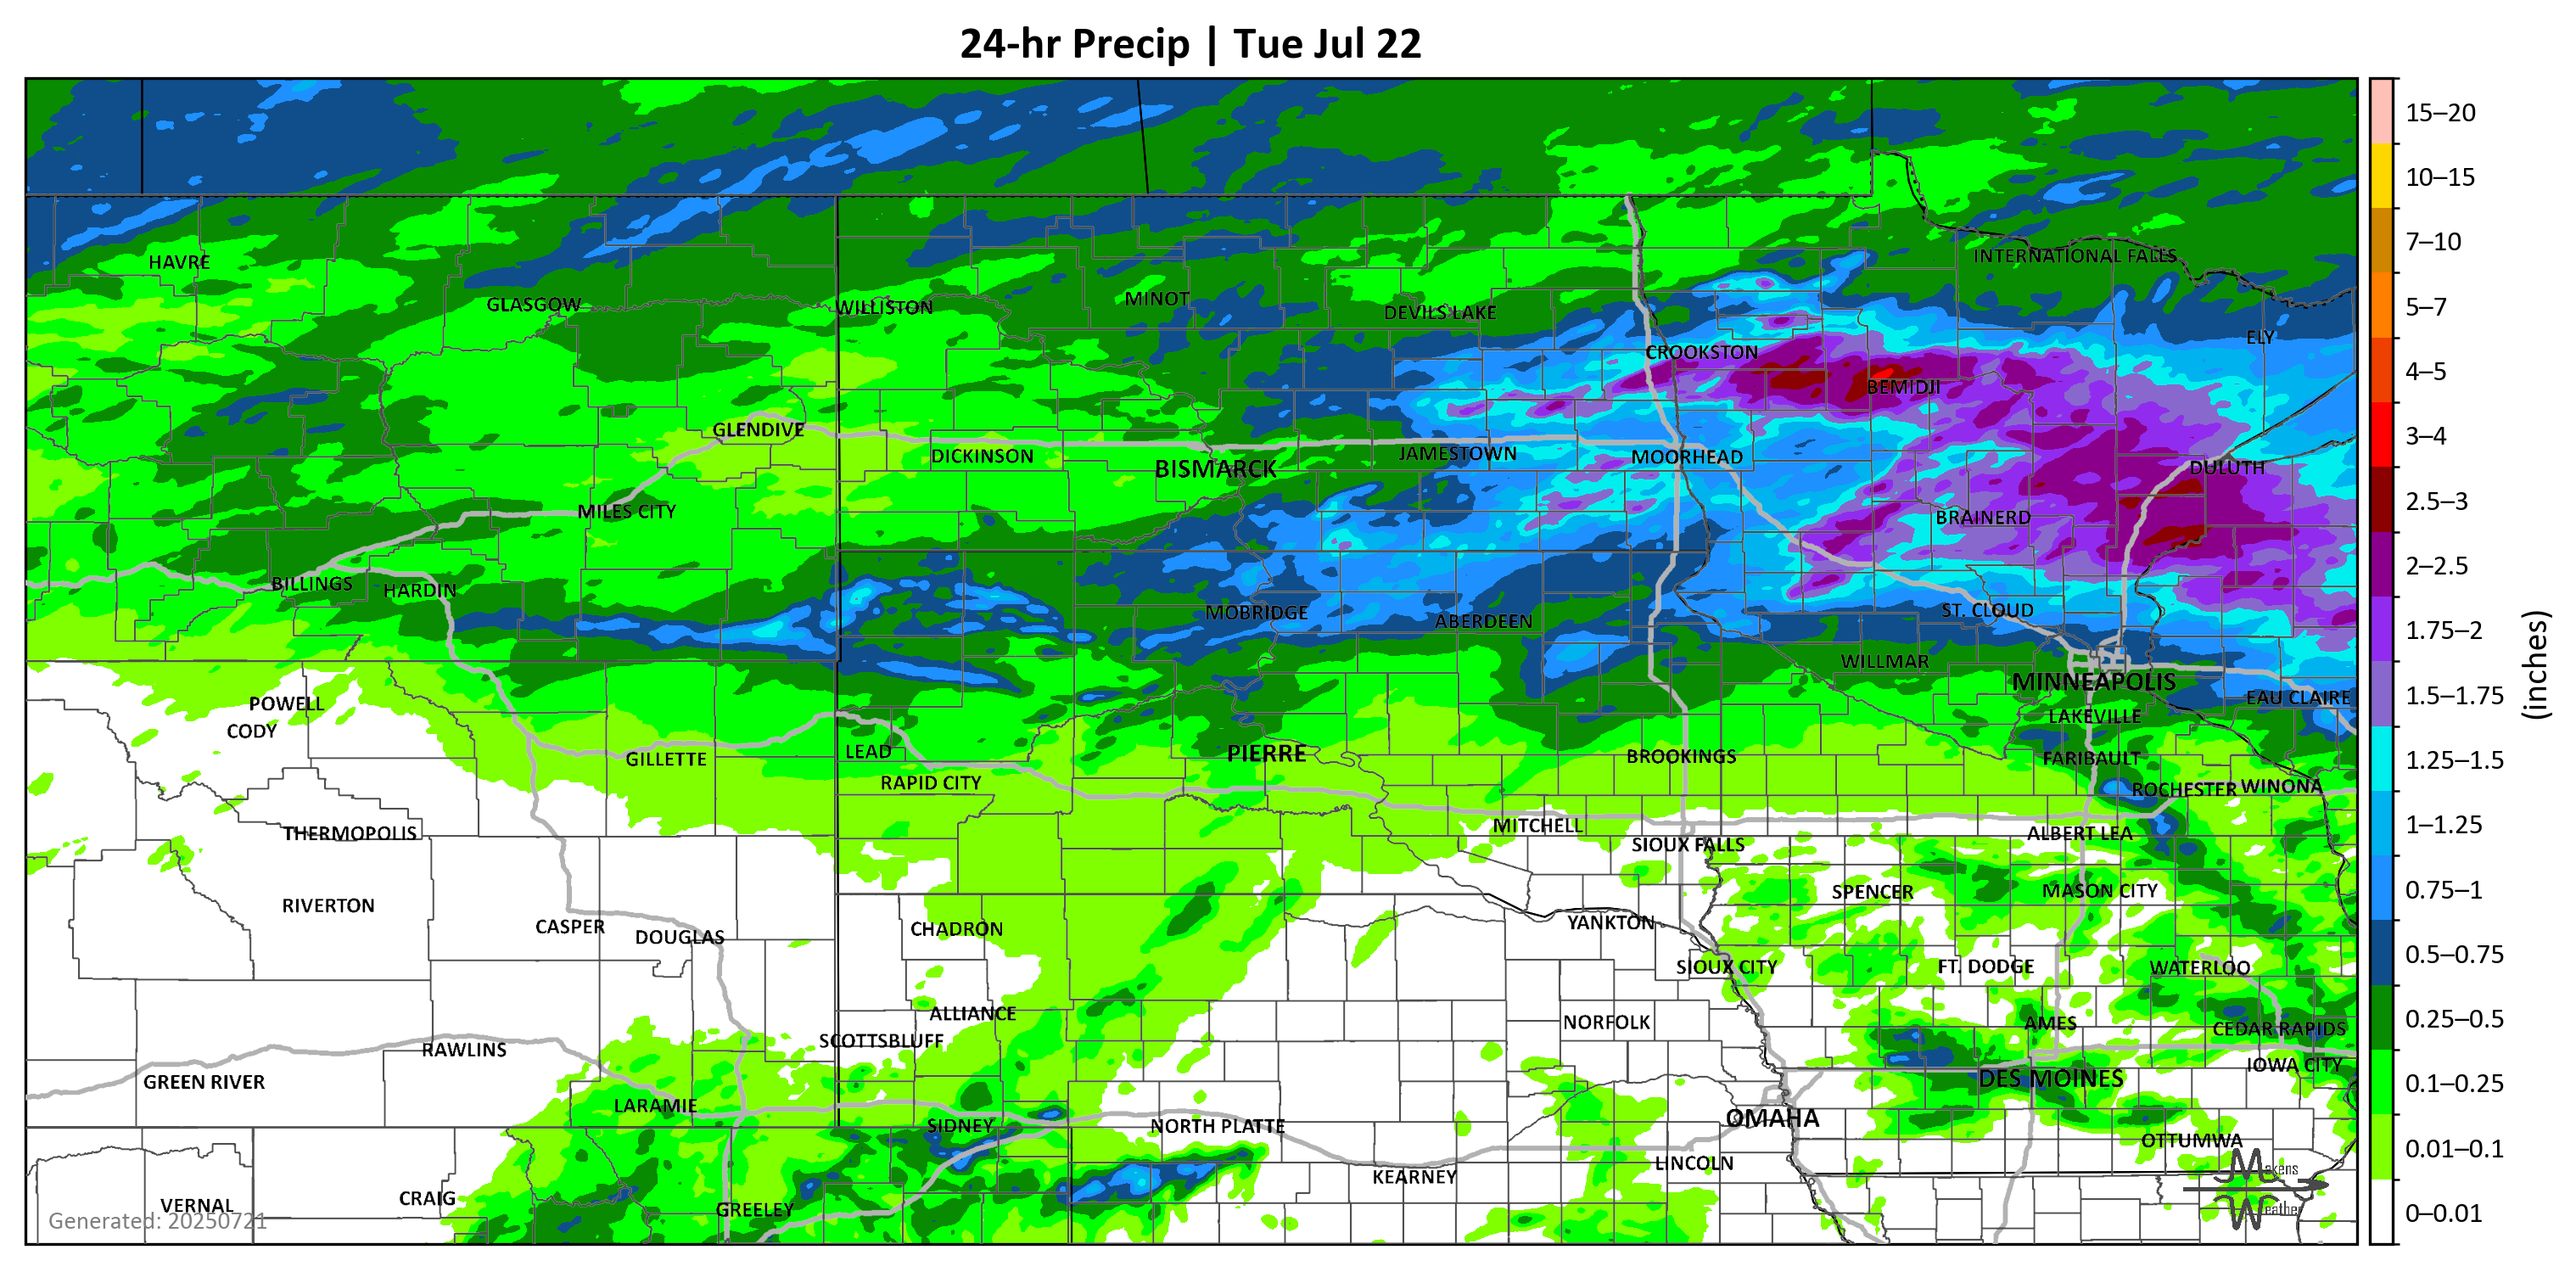 24-hr Precip | Tue Jul 22
15–20
10–15
7–10
5–7
4–5
3–4
2.5–3
2–2.5
1.75–2
1.5–1.75
1.25–1.5
1–1.25
0.75–1
0.5–0.75
0.25–0.5
0.1–0.25
0.01–0.1
0–0.01
(inches)
HAVRE
INTERNATIONAL FALLS
GLASGOW
WILLISTON
MINOT
DEVILS LAKE
ELY
CROOKSTON
BEMIDJI
GLENDIVE
DICKINSON
BISMARCK
JAMESTOWN
MOORHEAD
DULUTH
MILES CITY
BRAINERD
BILLINGS
HARDIN
MOBRIDGE
ABERDEEN
ST. CLOUD
WILLMAR
MINNEAPOLIS
POWELL
EAU CLAIRE
CODY
LAKEVILLE
GILLETTE
LEAD
PIERRE
BROOKINGS
FARIBAULT
RAPID CITY
ROCHESTER
WINONA
THERMOPOLIS
MITCHELL
ALBERT LEA
SIOUX FALLS
RIVERTON
SPENCER
MASON CITY
CASPER
DOUGLAS
CHADRON
YANKTON
SIOUX CITY
FT. DODGE
WATERLOO
ALLIANCE
NORFOLK
AMES
CEDAR RAPIDS
SCOTTSBLUFF
RAWLINS
IOWA CITY
GREEN RIVER
DES MOINES
LARAMIE
SIDNEY
NORTH PLATTE
OMAHA
OTTUMWA
LINCOLN
KEARNEY
VERNAL
CRAIG
GREELEY
Generated: 20250721
Makens
Weather